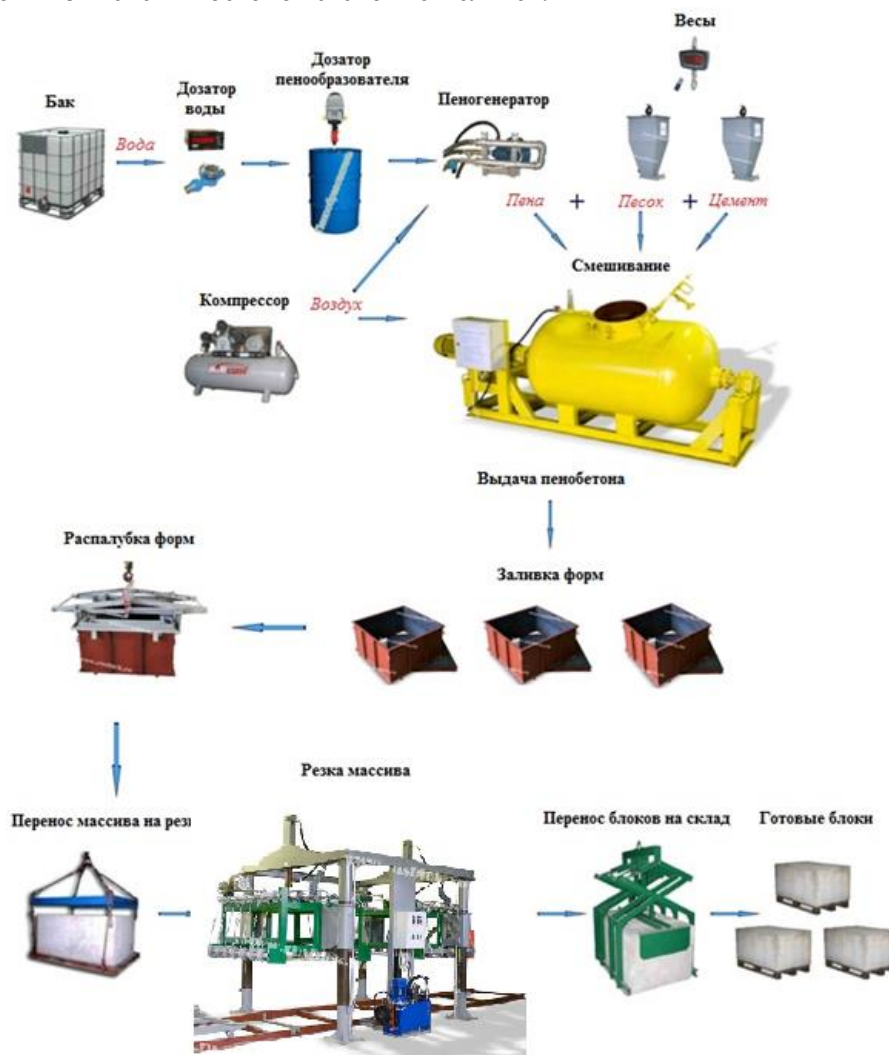 Весы
Дозатор
пенообразователя
Бак
Дозатор
воды
Пеногенератор
Вода
Пена + Песок + Цемент
Смешивание
Компрессор
Воздух
Выдача пенобетона
Распалубка форм
Заливка форм
Резка массива
Перенос массива на рез
Перенос блоков на склад
Готовые блоки